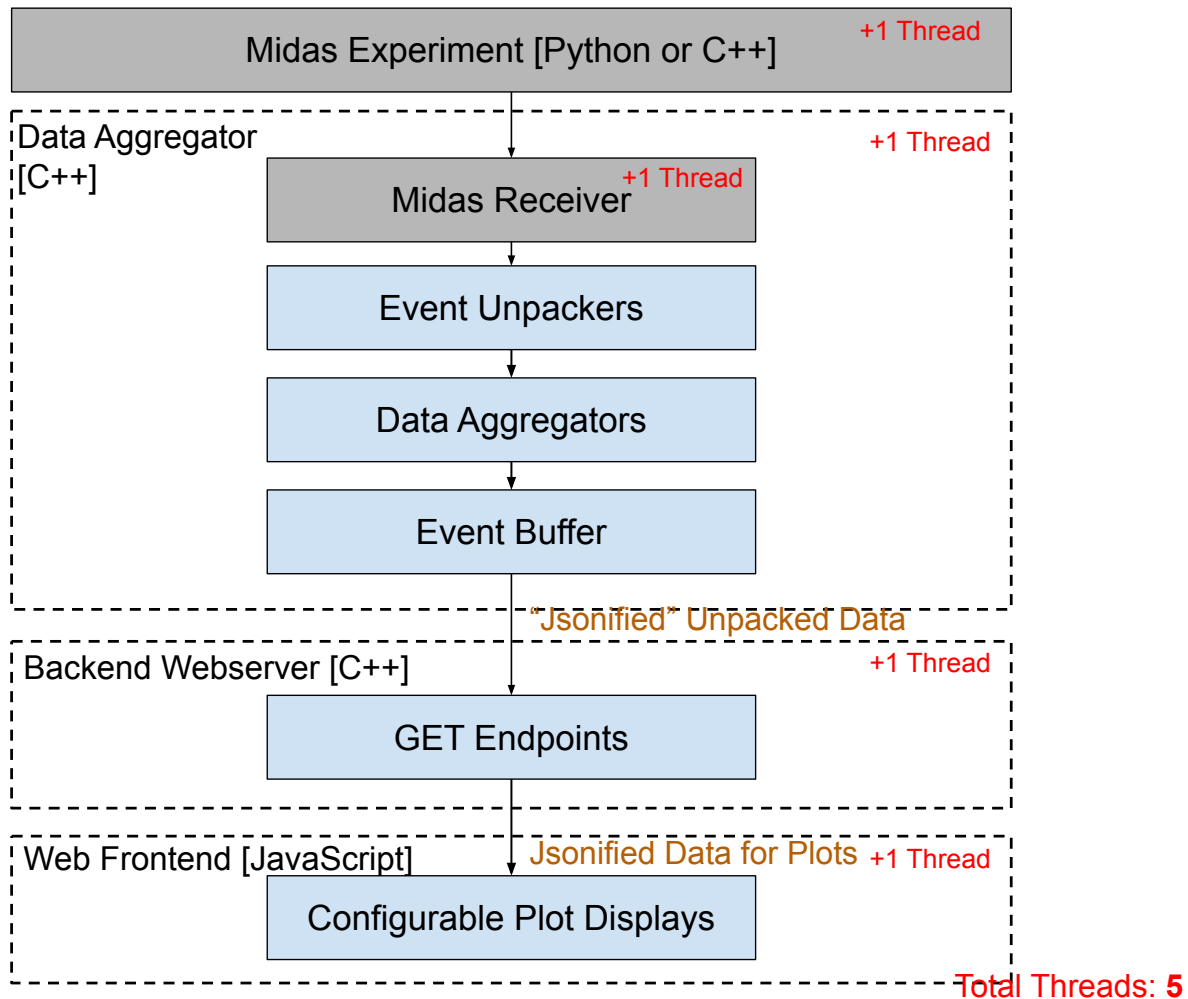 Midas Experiment [Python or C++]
+1 Thread
Data Aggregator
[C++]
+1 Thread
+1 Thread
Midas Receiver
Event Unpackers
Data Aggregators
Event Buffer
“Jsonified” Unpacked Data
Backend Webserver [C++]
+1 Thread
GET Endpoints
Web Frontend [JavaScript]
Jsonified Data for Plots
+1 Thread
Configurable Plot Displays
Total Threads: 5